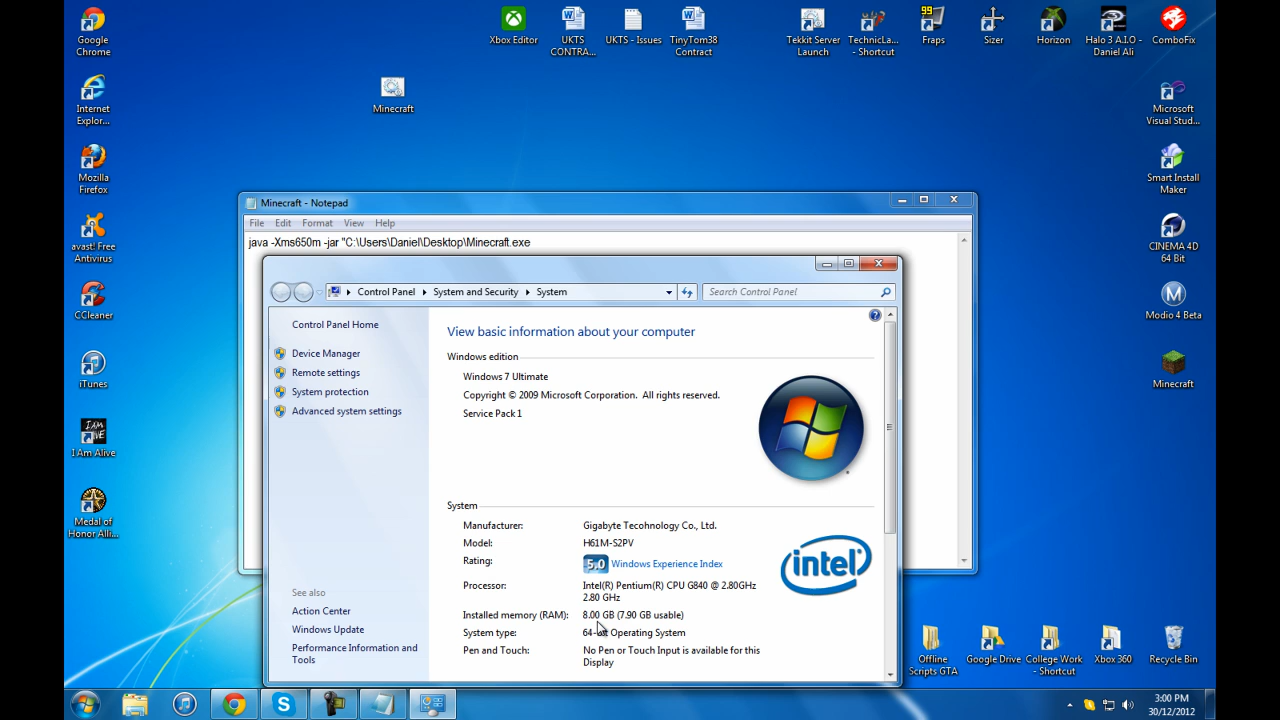 Google
Chrome
Xbox Editor
UKTS
CONTRA...
UKTS - Issues
TinyTom38
Contract
Tekkit Server
Launch
TechnicLa...
- Shortcut
99
Fraps
Sizer
Horizon
Halo 3 A.I.O -
Daniel Ali
ComboFix
Internet
Explor...
Minecraft
Microsoft
Visual Stud...
Mozilla
Firefox
Smart Install
Maker
avast! Free
Antivirus
CINEMA 4D
64 Bit
CCleaner
Modio 4 Beta
iTunes
Minecraft
I AM
ALIVE
I Am Alive
Medal of
Honor Alli...
Minecraft - Notepad
File Edit Format View Help
java -Xms650m -jar "C:\Users\Daniel\Desktop\Minecraft.exe
Control Panel System and Security System
Search Control Panel
Control Panel Home
Device Manager
Remote settings
System protection
Advanced system settings
See also
Action Center
Windows Update
Performance Information and
Tools
View basic information about your computer
Windows edition
Windows 7 Ultimate
Copyright © 2009 Microsoft Corporation. All rights reserved.
Service Pack 1
System
Manufacturer: Gigabyte Tecohnology Co., Ltd.
Model: H61M-S2PV
Rating: 5.0 Windows Experience Index
Processor: Intel(R) Pentium(R) CPU G840 @ 2.80GHz
2.80 GHz
Installed memory (RAM): 8.00 GB (7.90 GB usable)
System type: 64-bit Operating System
Pen and Touch: No Pen or Touch Input is available for this
Display
intel
Offline
Scripts GTA
Google Drive
College Work
- Shortcut
Xbox 360
Recycle Bin
3:00 PM
30/12/2012